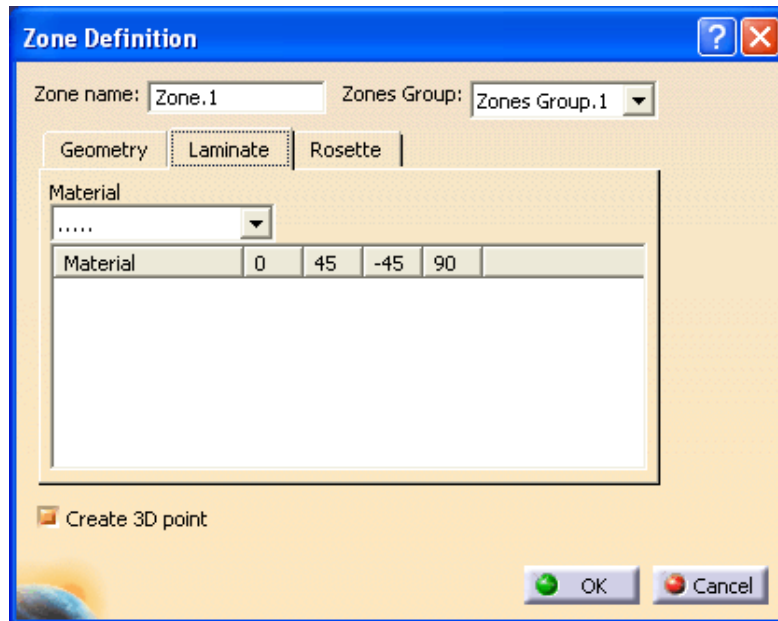 Zone Definition
Zone name: Zone.1 Zones Group: Zones Group.1
Geometry Laminate Rosette
Material
.....
Material 0 45 -45 90
Create 3D point
OK Cancel